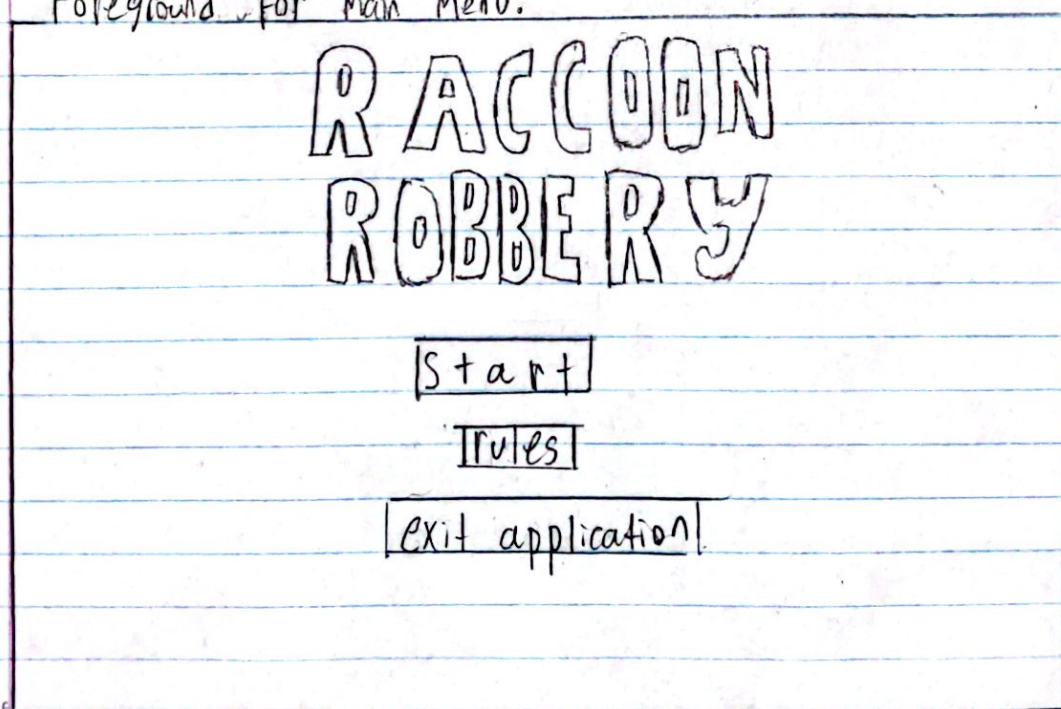 Foreground for Main Menu.
RACCOON
ROBBERY
Start
rules
exit application